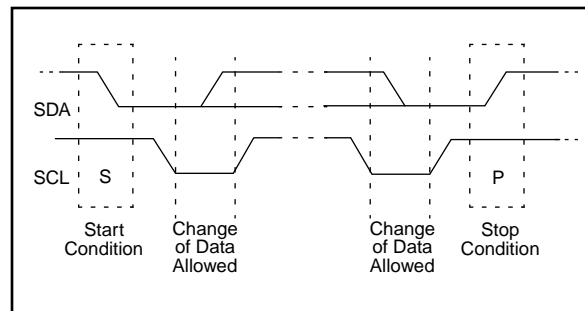 SDA
SCL
S
P
Start
Condition
Change
of Data
Allowed
Change
of Data
Allowed
Stop
Condition